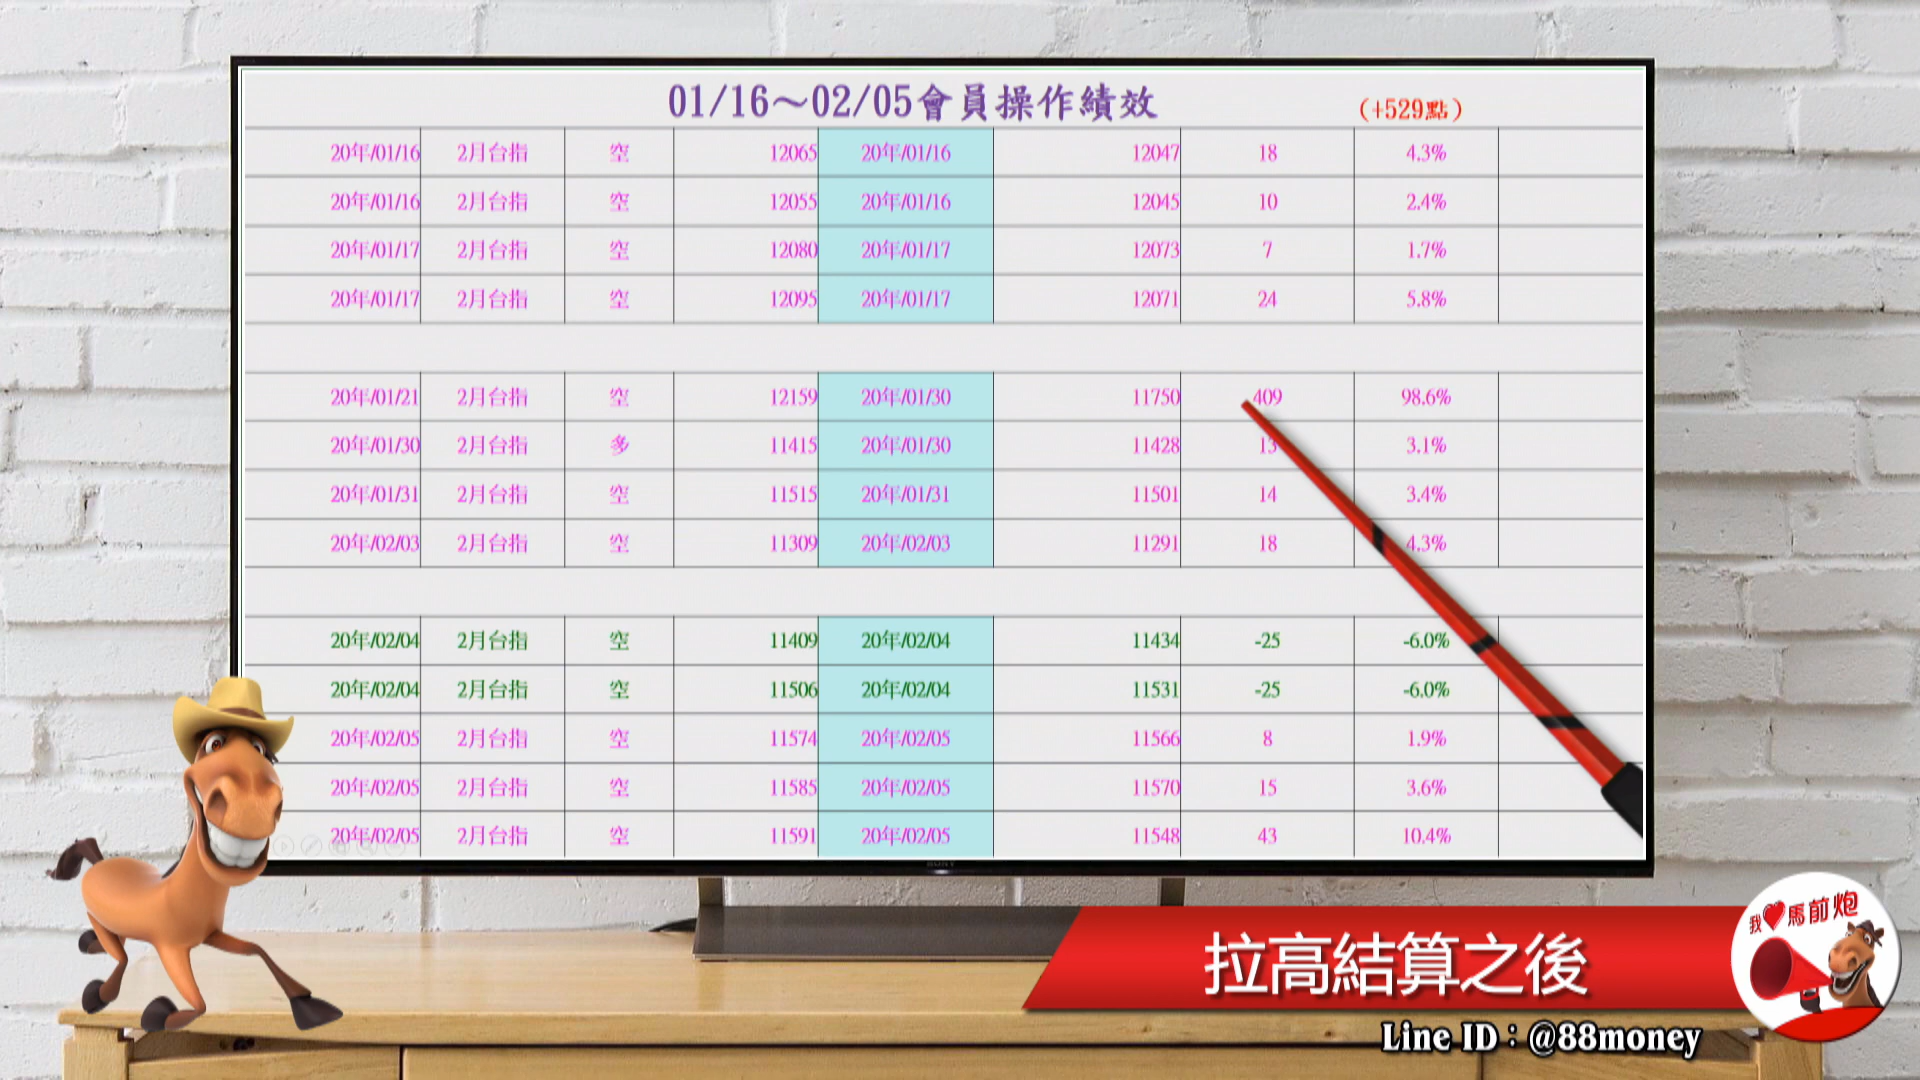 01/16～02/05會員操作績效 (+529點)
20年/01/16 2月台指 空 12065 20年/01/16 12047 18 4.3%
20年/01/16 2月台指 空 12055 20年/01/16 12045 10 2.4%
20年/01/17 2月台指 空 12080 20年/01/17 12073 7 1.7%
20年/01/17 2月台指 空 12095 20年/01/17 12071 24 5.8%
20年/01/21 2月台指 空 12159 20年/01/30 11750 409 98.6%
20年/01/30 2月台指 多 11415 20年/01/30 11428 13 3.1%
20年/01/31 2月台指 空 11515 20年/01/31 11501 14 3.4%
20年/02/03 2月台指 空 11309 20年/02/03 11291 18 4.3%
20年/02/04 2月台指 空 11409 20年/02/04 11434 -25 -6.0%
20年/02/04 2月台指 空 11506 20年/02/04 11531 -25 -6.0%
20年/02/05 2月台指 空 11574 20年/02/05 11566 8 1.9%
20年/02/05 2月台指 空 11585 20年/02/05 11570 15 3.6%
20年/02/05 2月台指 空 11591 20年/02/05 11548 43 10.4%
SONY
我❤馬前炮
拉高結算之後
Line ID：@88money